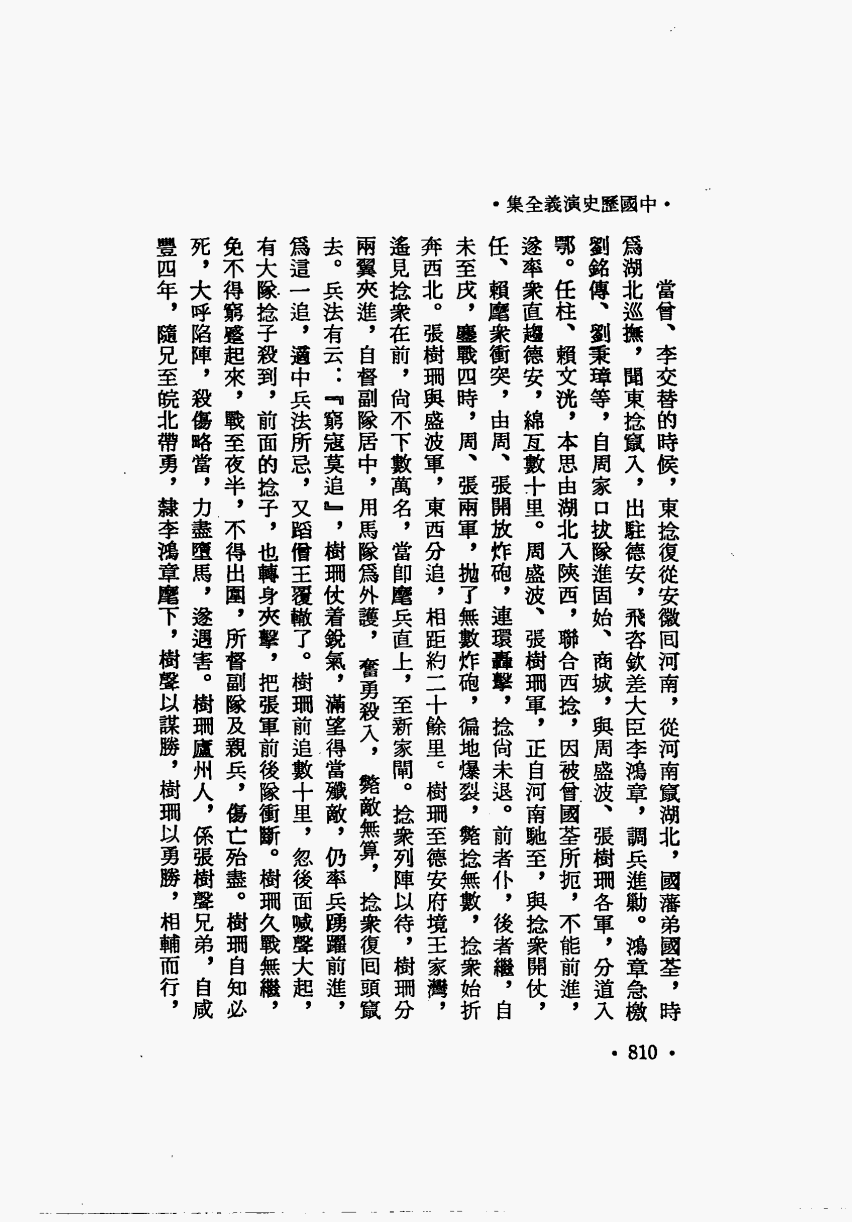 •中國歷史演義全集•
當曾、李交替的時候，東捻復從安徽回河南，從河南竄湖北，國藩弟國荃，時
爲湖北巡撫，聞東捻竄入，出駐德安，飛咨欽差大臣李鴻章，調兵進勦。鴻章急檄
劉銘傳、劉秉璋等，自周家口拔隊進固始、商城，與周盛波、張樹珊各軍，分道入
鄂。任柱、賴文洸，本思由湖北入陝西，聯合西捻，因被曾國荃所扼，不能前進，
遂率衆直趨德安，綿亙數十里。周盛波、張樹珊軍，正自河南馳至，與捻衆開仗，
任、賴麾衆衝突，由周、張開放炸砲，連環轟擊，捻尙未退。前者仆，後者繼，自
未至戌，鏖戰四時，周、張兩軍，抛了無數炸砲，徧地爆裂，斃捻無數，捻衆始折
奔西北。張樹珊與盛波軍，東西分追，相距約二十餘里。樹珊至德安府境王家灣，
遙見捻衆在前，尙不下數萬名，當卽麾兵直上，至新家閘。捻衆列陣以待，樹珊分
兩翼夾進，自督副隊居中，用馬隊爲外護，奮勇殺入，斃敵無算，捻衆復回頭竄
去。兵法有云：『窮寇莫追』，樹珊仗着銳氣，滿望得當殲敵，仍率兵踴躍前進，
爲這一追，適中兵法所忌，又蹈僧王覆轍了。樹珊前追數十里，忽後面喊聲大起，
有大隊捻子殺到，前面的捻子，也轉身夾擊，把張軍前後隊衝斷。樹珊久戰無繼，
免不得窮蹙起來，戰至夜半，不得出圍，所督副隊及親兵，傷亡殆盡。樹珊自知必
死，大呼陷陣，殺傷略當，力盡墮馬，遂遇害。樹珊廬州人，係張樹聲兄弟，自咸
豐四年，隨兄至皖北帶勇，隸李鴻章麾下，樹聲以謀勝，樹珊以勇勝，相輔而行，
•810•